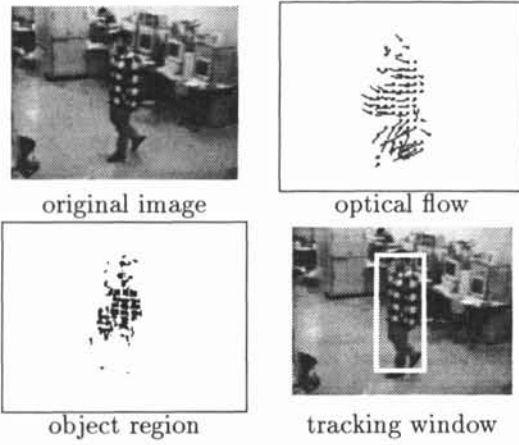 original image
optical flow
object region
tracking window